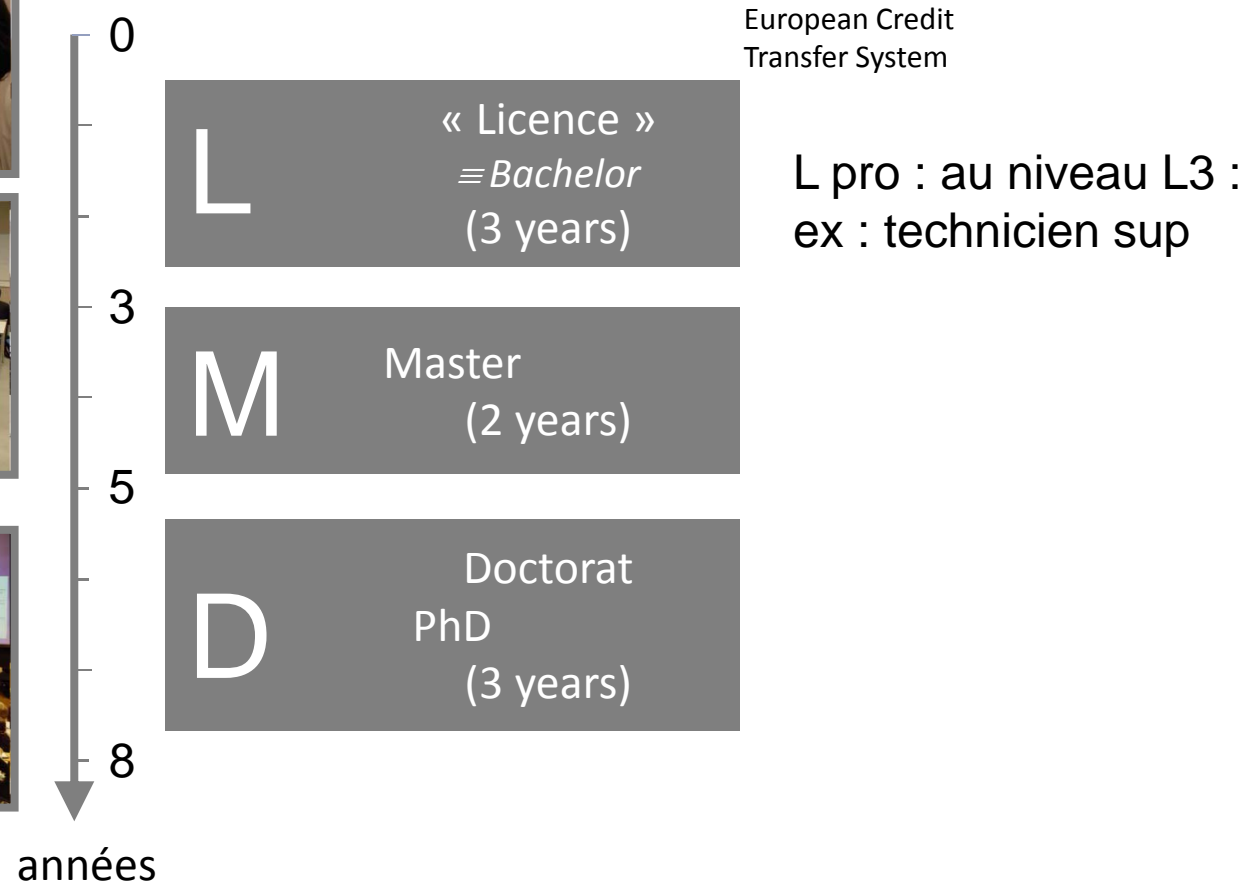 0
European Credit
Transfer System
L
« Licence »
≡ Bachelor
(3 years)
L pro : au niveau L3 :
ex : technicien sup
3
M
Master
(2 years)
5
D
Doctorat
PhD
(3 years)
8
années